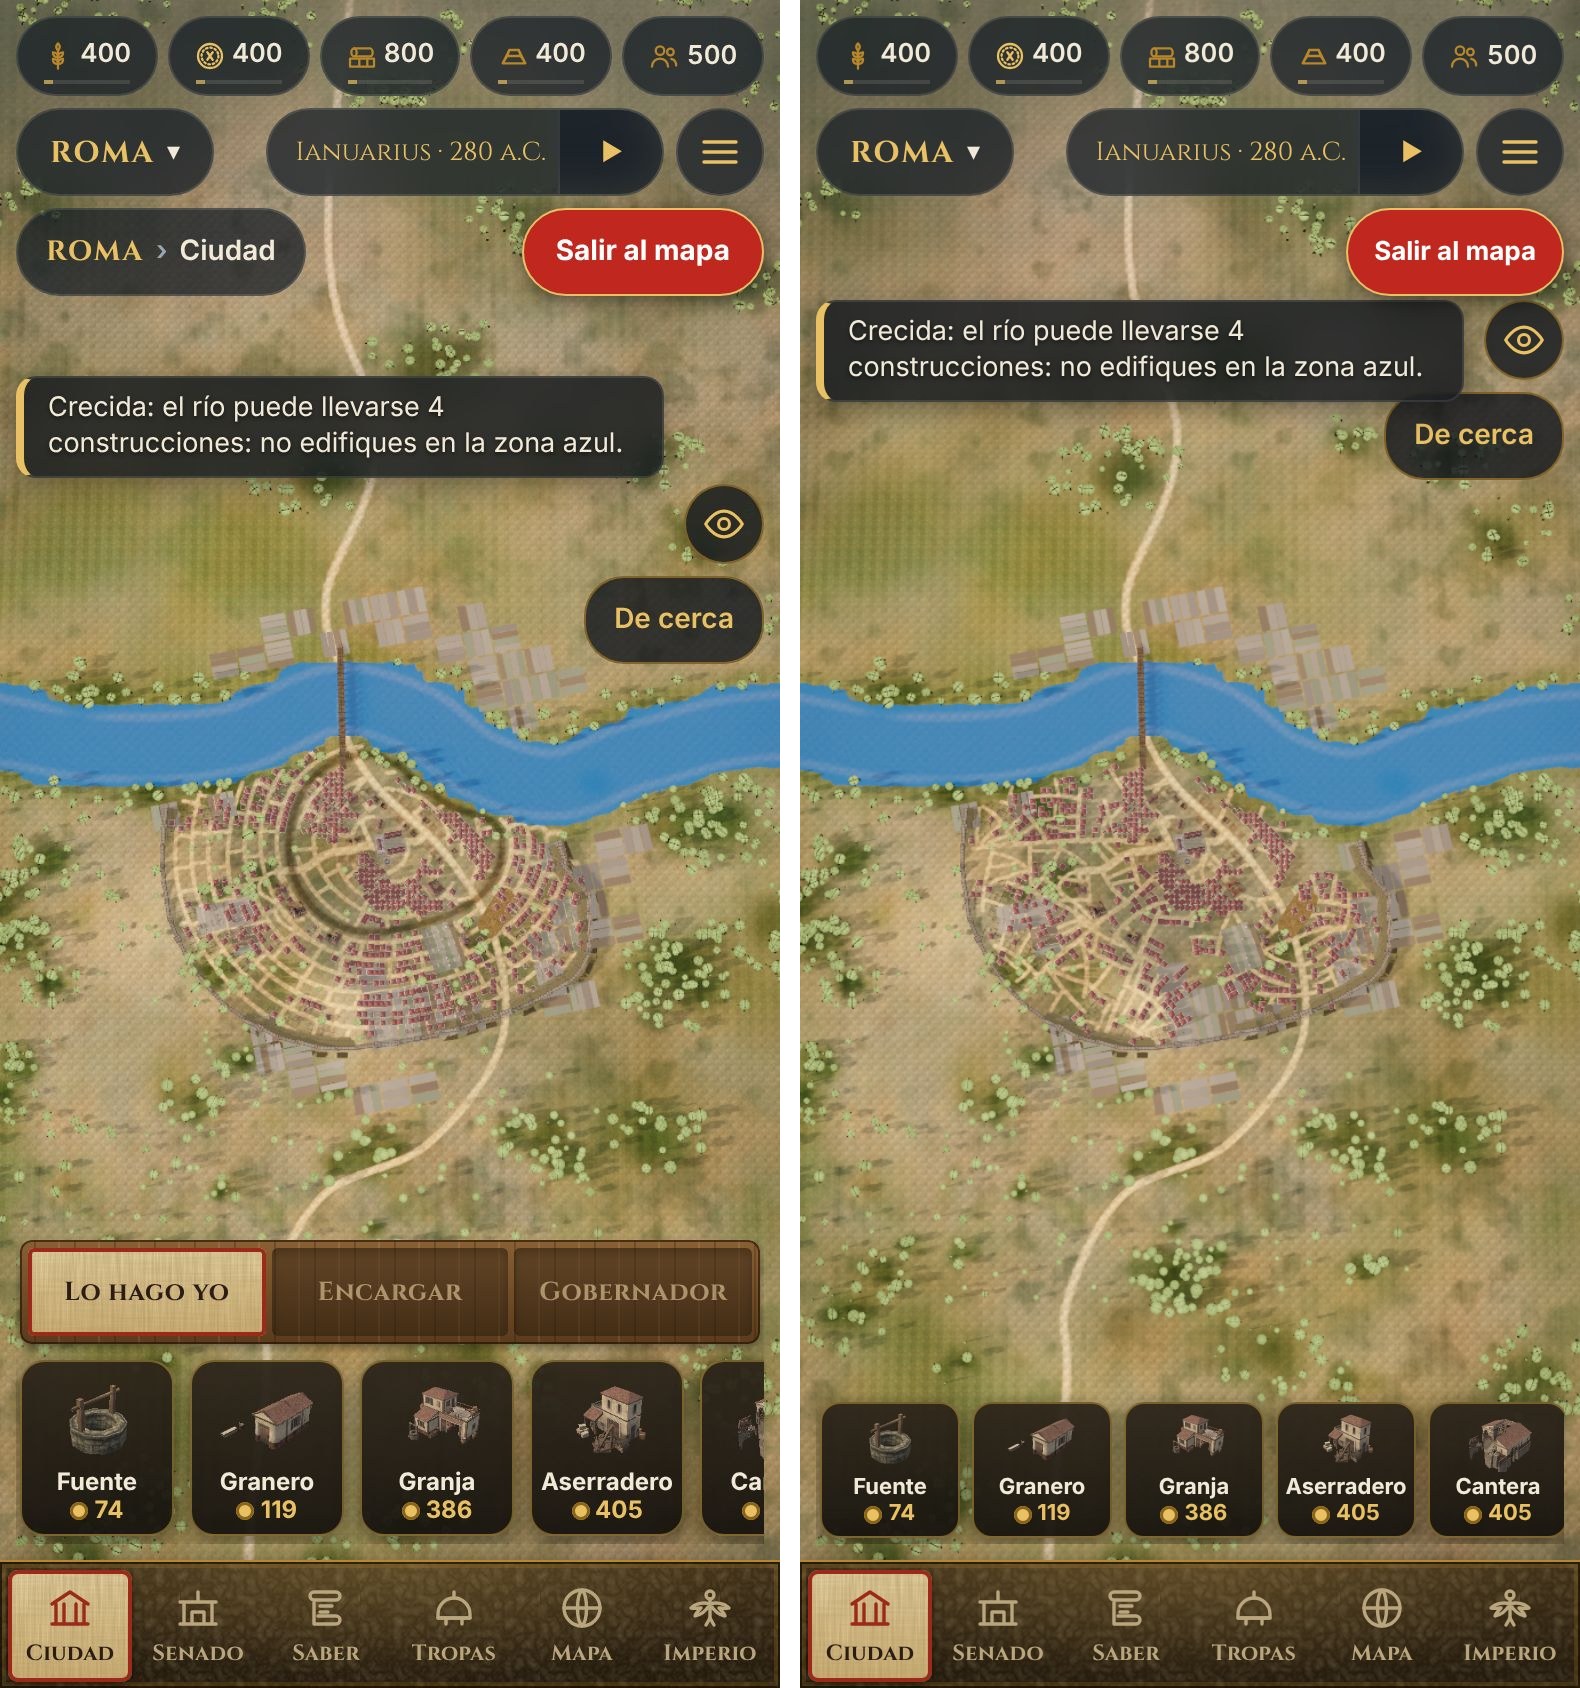 400 400 800 400 500
ROMA ▾ IANUARIUS · 280 A.C.
ROMA › Ciudad Salir al mapa
Crecida: el río puede llevarse 4
construcciones: no edifiques en la zona azul.
De cerca
LO HAGO YO ENCARGAR GOBERNADOR
Fuente Granero Granja Aserradero Ca
74 119 386 405
CIUDAD SENADO SABER TROPAS MAPA IMPERIO
400 400 800 400 500
ROMA ▾ IANUARIUS · 280 A.C.
Salir al mapa
Crecida: el río puede llevarse 4
construcciones: no edifiques en la zona azul.
De cerca
Fuente Granero Granja Aserradero Cantera
74 119 386 405 405
CIUDAD SENADO SABER TROPAS MAPA IMPERIO